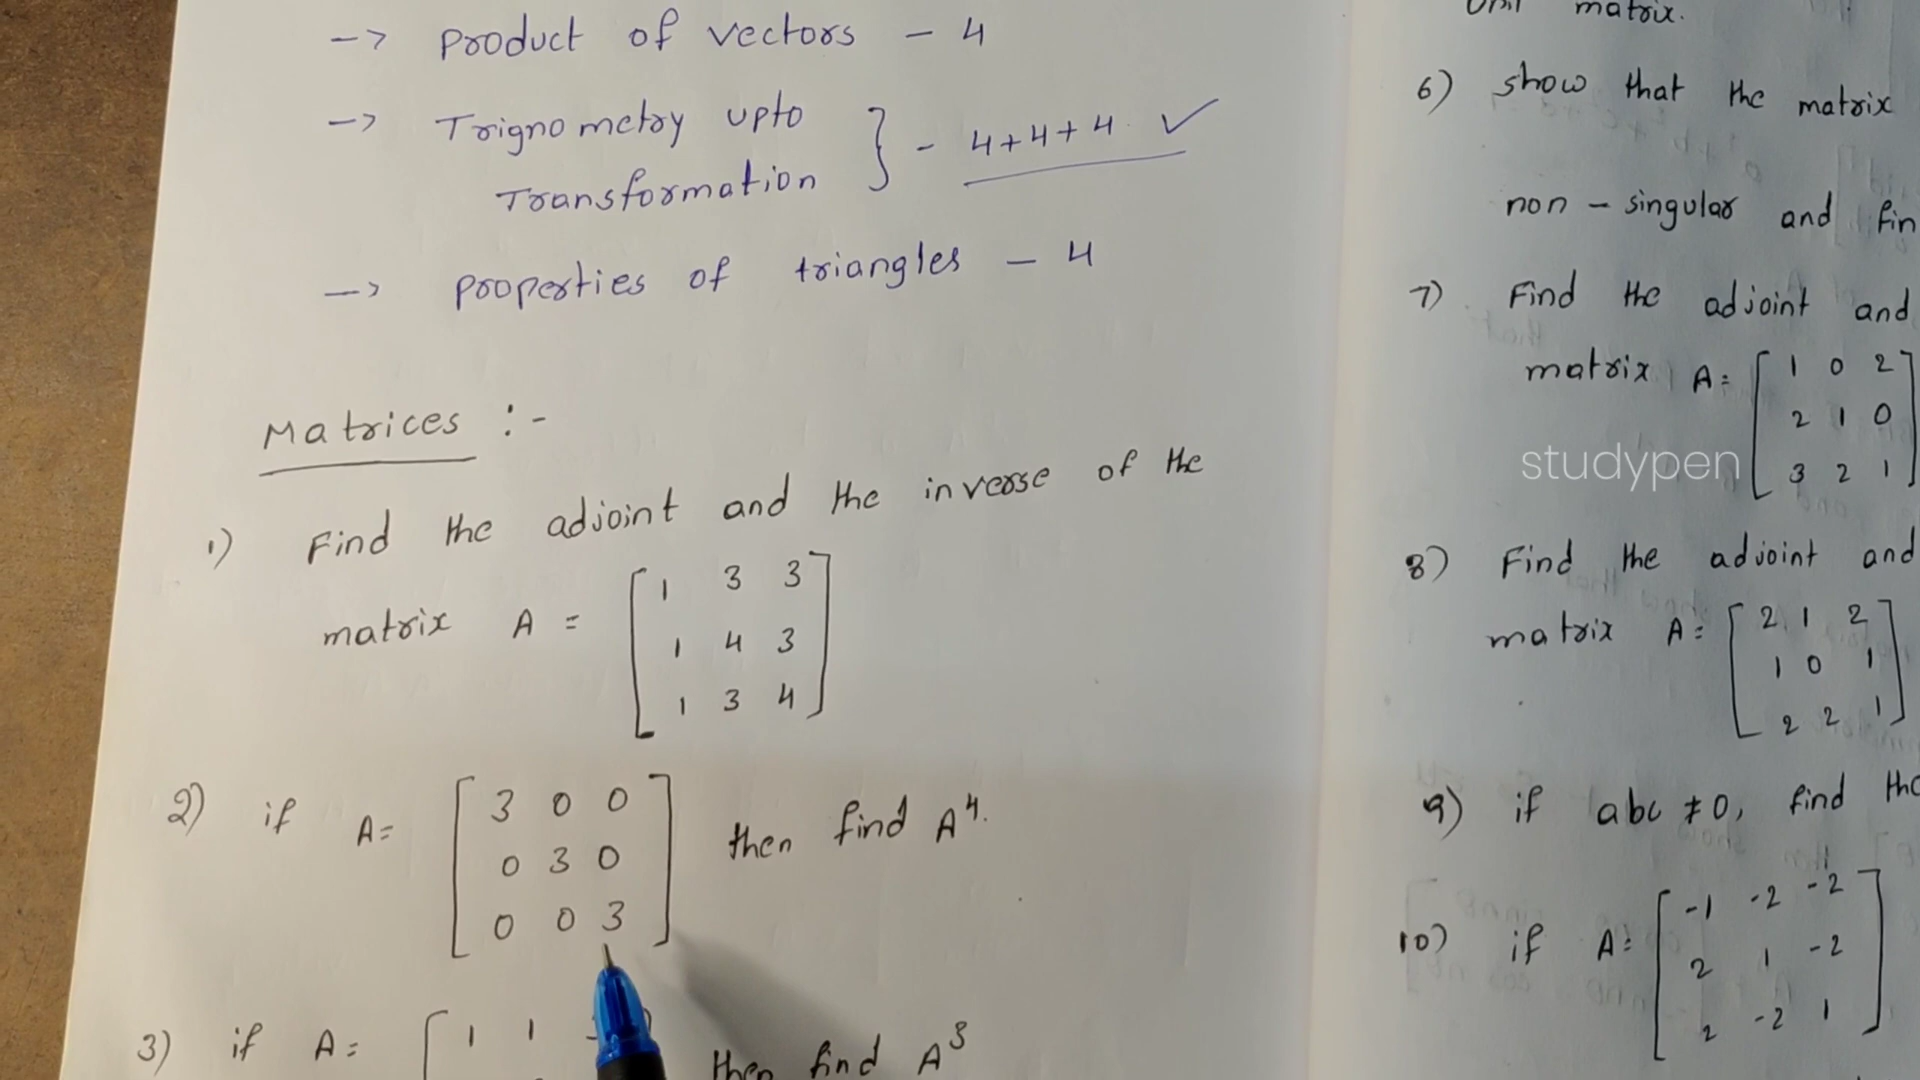 -> product of vectors - 4
-> Trignometry upto
Transformation } - 4+4+4. ✓
-> properties of triangles - 4
Matrices :-
1) Find the adjoint and the inverse of the
matrix A = [ 1 3 3
1 4 3
1 3 4 ]
2) if A= [ 3 0 0
0 3 0
0 0 3 ] then find A⁴.
3) if A= [ 1 1
then find A³
matrix.
6) show that the matrix
non - singular and
7) Find the adjoint and
matrix A= [ 1 0 2
2 1 0
3 2 1 ]
studypen
8) Find the adjoint and
matrix A= [ 2 1 2
1 0 1
2 2 1 ]
9) if abc ≠ 0, find the
10) if A= [ -1 -2 -2
2 1 -2
2 -2 1 ]